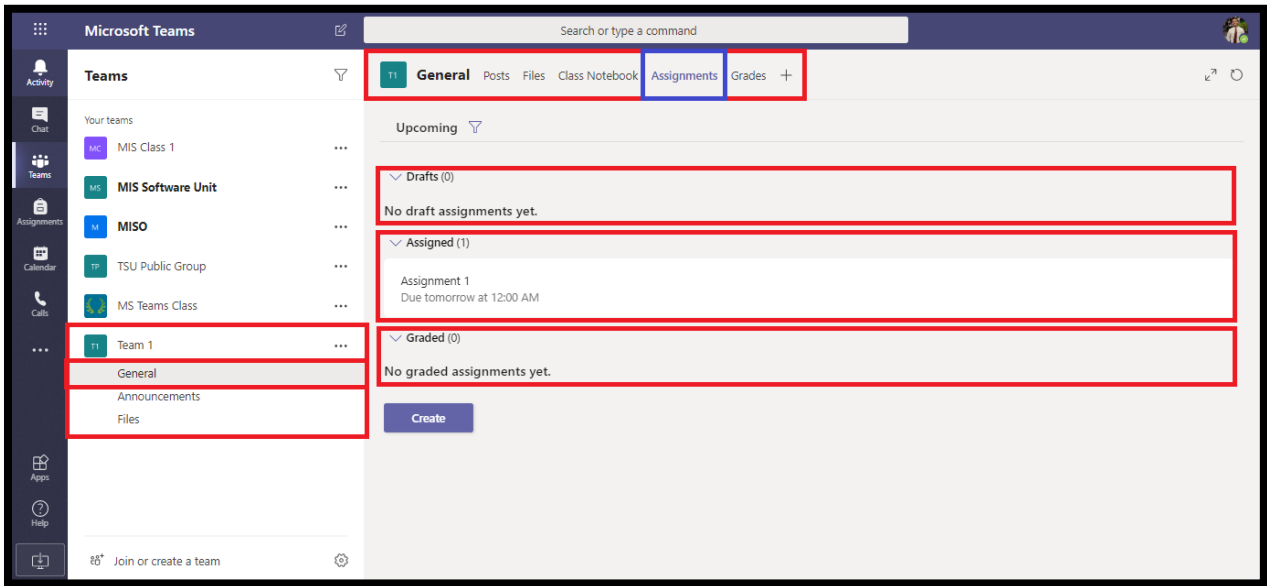 Microsoft Teams
Search or type a command
Activity
Chat
Teams
Assignments
Calendar
Calls
Apps
Help
Teams
Your teams
MC MIS Class 1
MS MIS Software Unit
M MISO
TP TSU Public Group
MS Teams Class
T1 Team 1
General
Announcements
Files
Join or create a team
T1 General Posts Files Class Notebook Assignments Grades +
Upcoming
Drafts (0)
No draft assignments yet.
Assigned (1)
Assignment 1
Due tomorrow at 12:00 AM
Graded (0)
No graded assignments yet.
Create